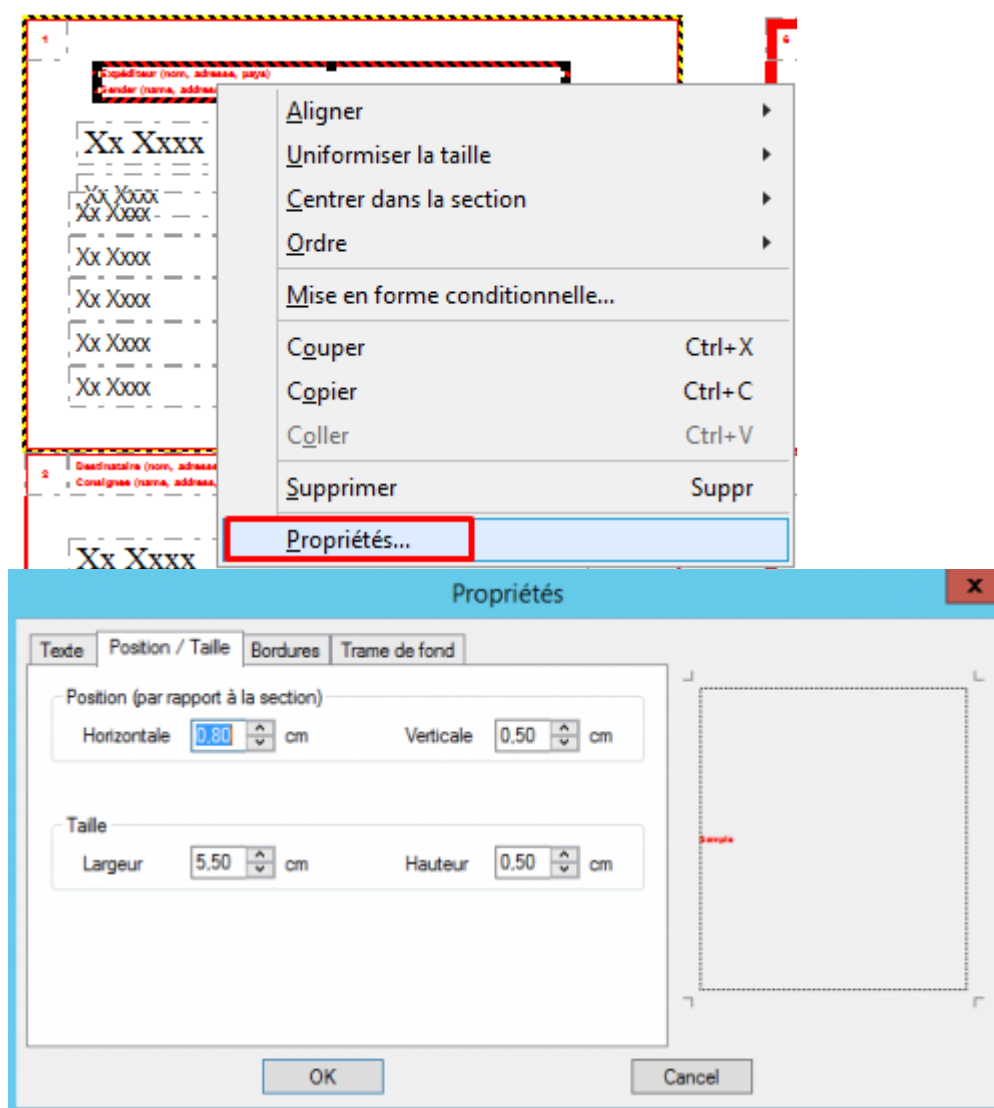 1
6
Expéditeur (nom, adresse, pays)
Sender (name, addres
Aligner
Xx Xxxx
Uniformiser la taille
Xx Xxxx
Centrer dans la section
Xx Xxxx
Ordre
Xx Xxxx
Xx Xxxx
Mise en forme conditionnelle...
Xx Xxxx
Couper Ctrl+X
Xx Xxxx
Copier Ctrl+C
Coller Ctrl+V
2
Destinataire (nom, adresse
Consignee (name, address,
Supprimer Suppr
Propriétés...
Xx Xxxx
Propriétés
x
Texte Position / Taille Bordures Trame de fond
Position (par rapport à la section)
Horizontale 0,80 cm Verticale 0,50 cm
Taille
Sample
Largeur 5,50 cm Hauteur 0,50 cm
OK Cancel